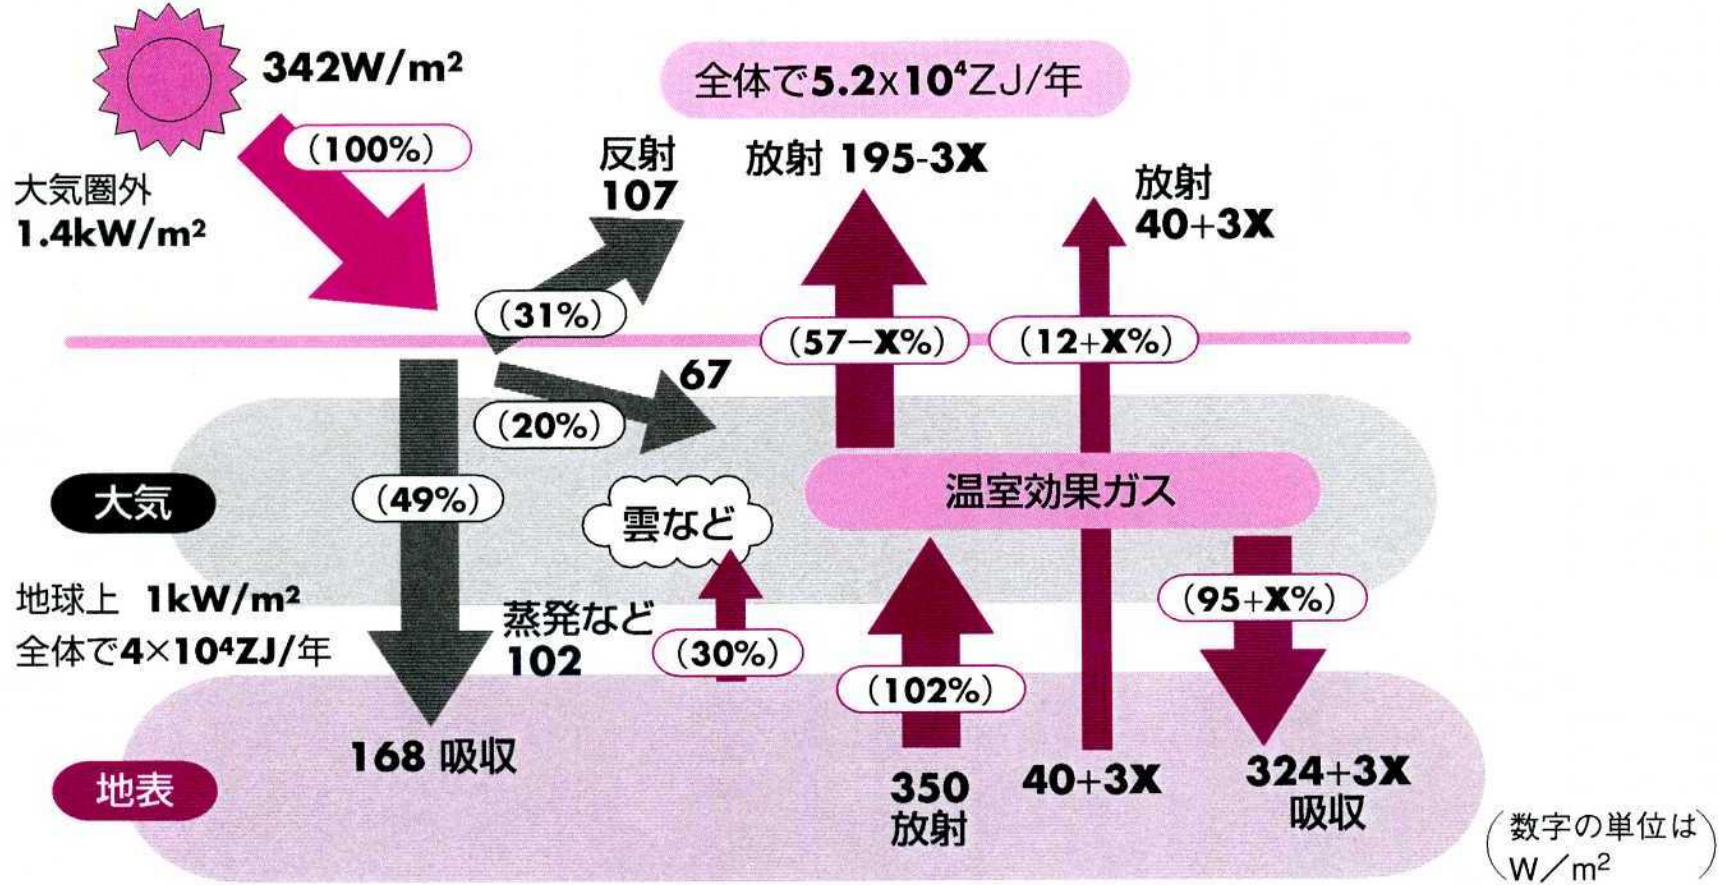 342W/m²
(100%)
大気圏外
1.4kW/m²
全体で5.2x10⁴ZJ/年
反射
107
放射 195-3X
放射
40+3X
(31%)
(57−X%)
(12+X%)
67
(20%)
大気
(49%)
雲など
温室効果ガス
地球上 1kW/m²
全体で4×10⁴ZJ/年
蒸発など
102
(30%)
(102%)
(95+X%)
地表
168 吸収
350
放射
40+3X
324+3X
吸収
(数字の単位は
W/m²)